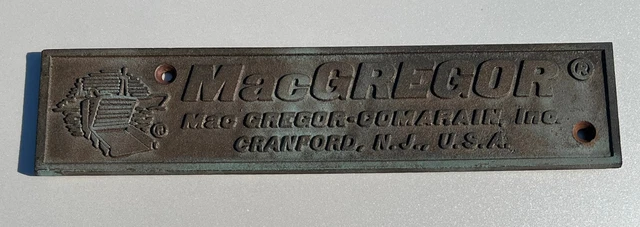 MacGREGOR®
Mac GREGOR-COMARAIN, Inc.
CRANFORD, N.J., U.S.A.
®